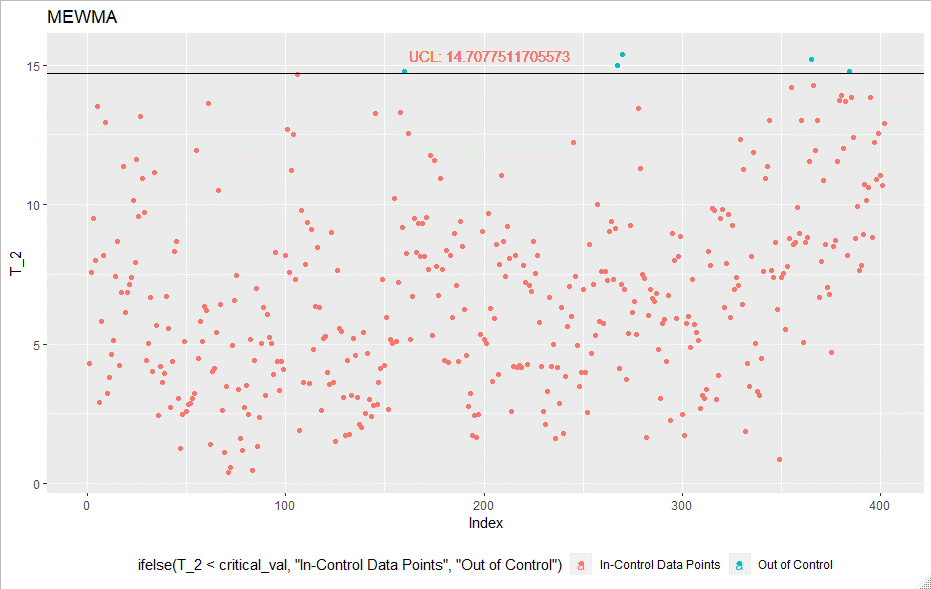 MEWMA
UCL: 14.7077511705573
15
10
5
0
T_2
0 100 200 300 400
Index
ifelse(T_2 < critical_val, "In-Control Data Points", "Out of Control") a In-Control Data Points a Out of Control